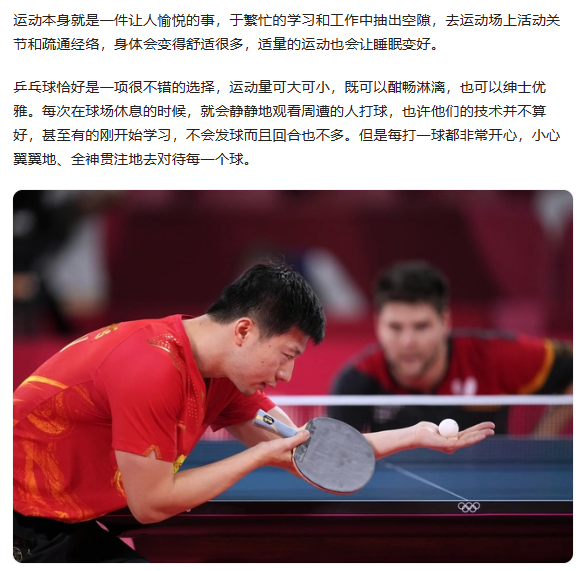 运动本身就是一件让人愉悦的事，于繁忙的学习和工作中抽出空隙，去运动场上活动关
节和疏通经络，身体会变得舒适很多，适量的运动也会让睡眠变好。
乒乓球恰好是一项很不错的选择，运动量可大可小，既可以酣畅淋漓，也可以绅士优
雅。每次在球场休息的时候，就会静静地观看周遭的人打球，也许他们的技术并不算
好，甚至有的刚开始学习，不会发球而且回合也不多。但是每打一球都非常开心，小心
翼翼地、全神贯注地去对待每一个球。